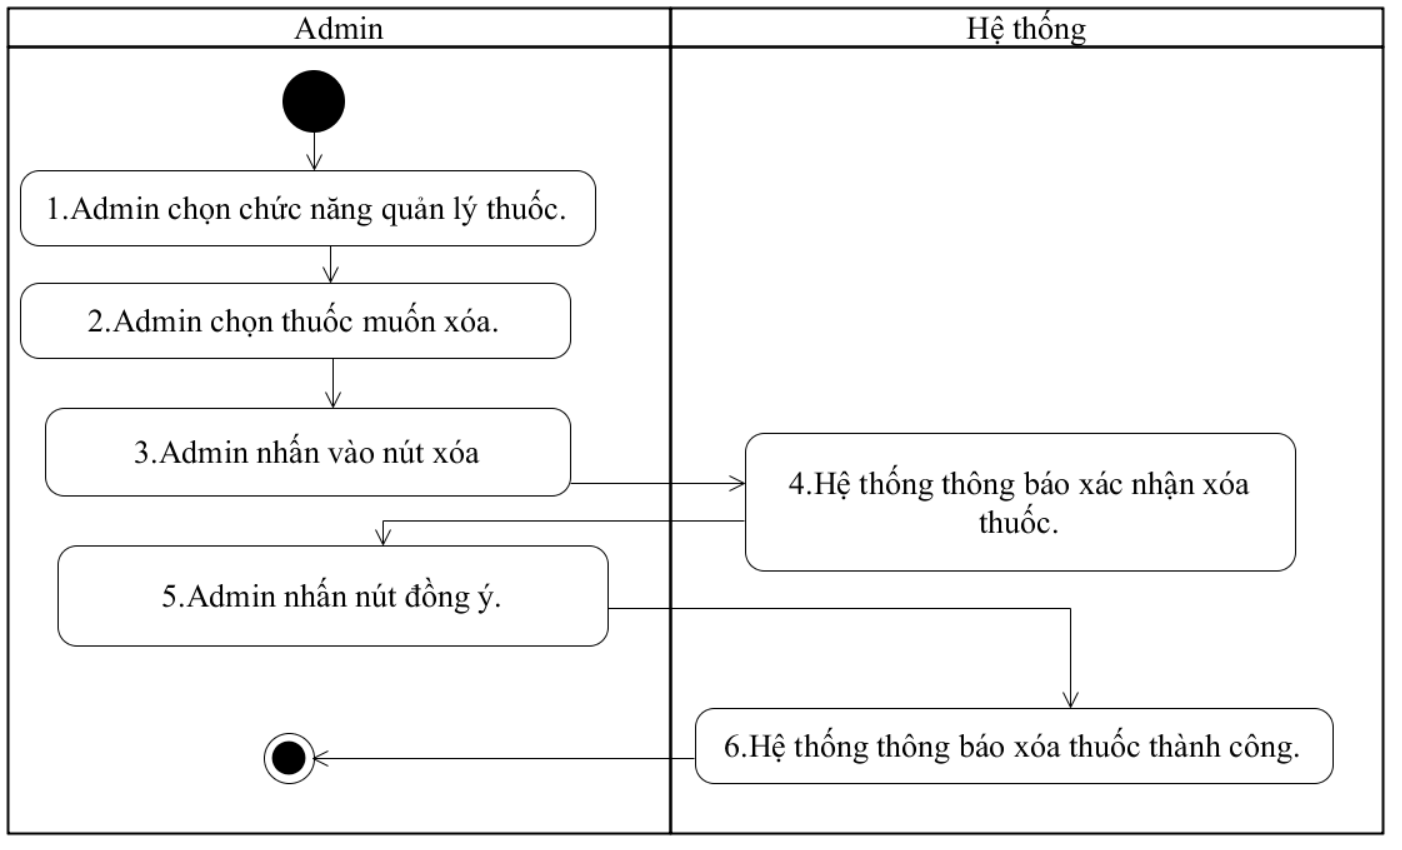 Admin
Hệ thống
1.Admin chọn chức năng quản lý thuốc.
2.Admin chọn thuốc muốn xóa.
3.Admin nhấn vào nút xóa
4.Hệ thống thông báo xác nhận xóa
thuốc.
5.Admin nhấn nút đồng ý.
6.Hệ thống thông báo xóa thuốc thành công.